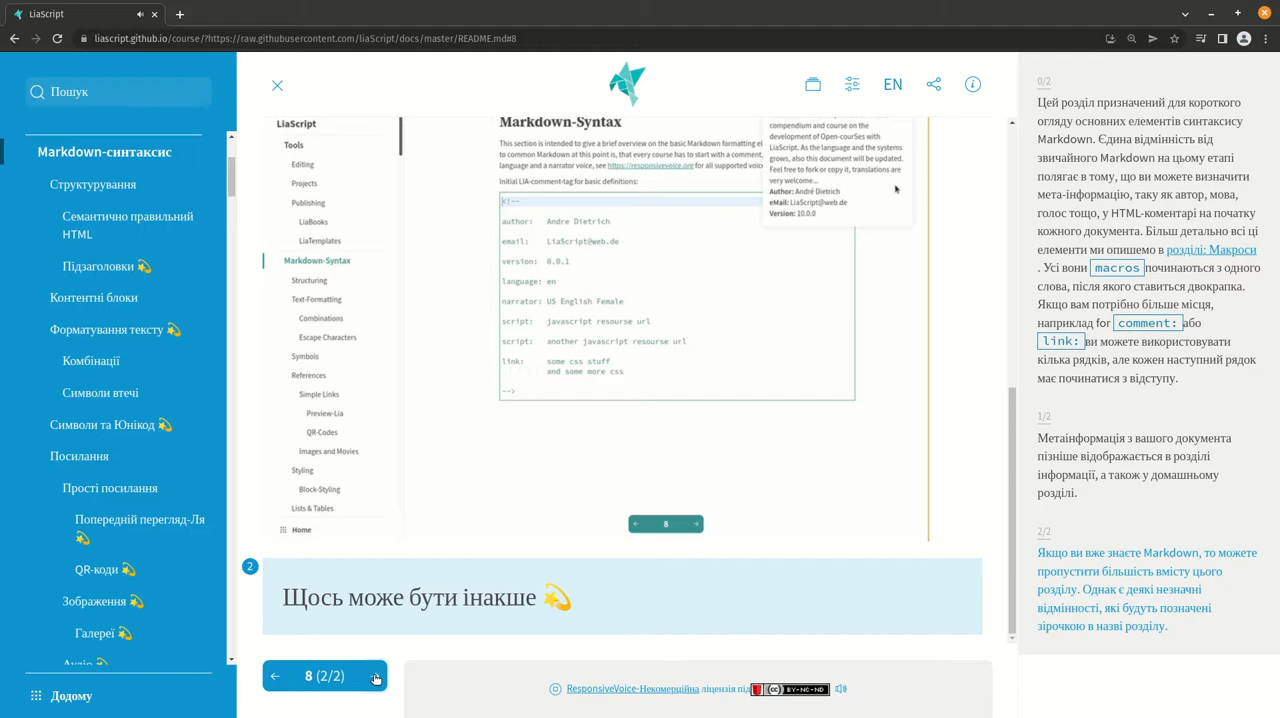 LiaScript
liascript.github.io/course/?https://raw.githubusercontent.com/liaScript/docs/master/README.md#8
Пошук
Markdown-синтаксис
Структурування
Семантично правильний
HTML
Підзаголовки 💫
Контентні блоки
Форматування тексту 💫
Комбінації
Символи втечі
Символи та Юнікод 💫
Посилання
Прості посилання
Попередній перегляд-Ля
💫
QR-коди 💫
Зображення 💫
Галереї 💫
Аудіо 💫
Додому
EN
LiaScript
Tools
Editing
Projects
Publishing
LiaBooks
LiaTemplates
Markdown-Syntax
Structuring
Text-Formatting
Combinations
Escape Characters
Symbols
References
Simple Links
Preview-Lia
QR-Codes
Images and Movies
Styling
Block-Styling
Lists & Tables
Home
Markdown-Syntax
This section is intended to give a brief overview on the basic Markdown formatting el
to common Markdown at this point is, that every course has to start with a comment,
language and a narrator voice, see https://responsivevoice.org for all supported voice
Initial LIA-comment-tag for basic definitions:
<!--
author: Andre Dietrich
email: LiaScript@web.de
version: 0.0.1
language: en
narrator: US English Female
script: javascript resourse url
script: another javascript resourse url
link: some css stuff
and some more css
-->
compendium and course on the
development of Open-courSes with
LiaScript. As the language and the systems
grows, also this document will be updated.
Feel free to fork or copy it, translations are
very welcome...
Author: André Dietrich
eMail: LiaScript@web.de
Version: 10.0.0
8
2
Щось може бути інакше 💫
8 (2/2)
ResponsiveVoice-Некомерційна ліцензія під
cc BY-NC-ND
0/2
Цей розділ призначений для короткого
огляду основних елементів синтаксису
Markdown. Єдина відмінність від
звичайного Markdown на цьому етапі
полягає в тому, що ви можете визначити
мета-інформацію, таку як автор, мова,
голос тощо, у HTML-коментарі на початку
кожного документа. Більш детально всі ці
елементи ми опишемо в розділі: Макроси
. Усі вони macros починаються з одного
слова, після якого ставиться двокрапка.
Якщо вам потрібно більше місця,
наприклад for comment: або
link: ви можете використовувати
кілька рядків, але кожен наступний рядок
має починатися з відступу.
1/2
Метаінформація з вашого документа
пізніше відображається в розділі
інформації, а також у домашньому
розділі.
2/2
Якщо ви вже знаєте Markdown, то можете
пропустити більшість вмісту цього
розділу. Однак є деякі незначні
відмінності, які будуть позначені
зірочкою в назві розділу.